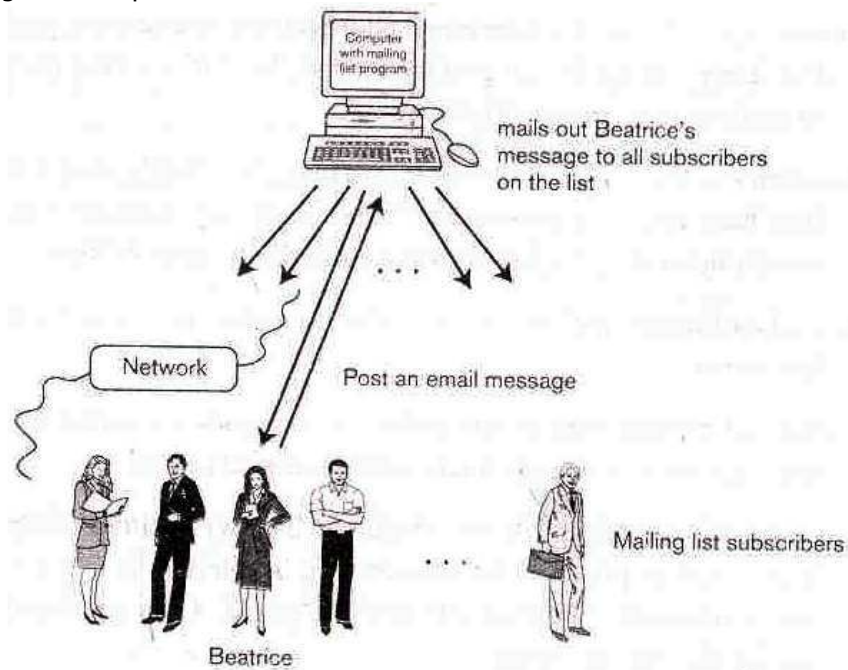 Computer
with mailing
list program
mails out Beatrice's
message to all subscribers
on the list
. . .
Network
Post an email message
. . .
Mailing list subscribers
Beatrice